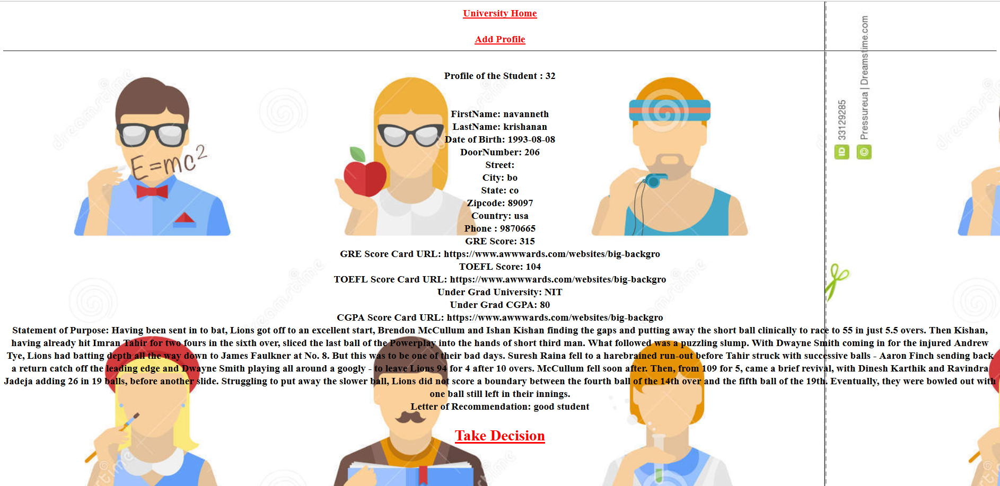 University Home
Add Profile
Profile of the Student : 32
FirstName: navanneth
LastName: krishanan
Date of Birth: 1993-08-08
DoorNumber: 206
Street:
City: bo
State: co
Zipcode: 89097
Country: usa
Phone : 9870665
GRE Score: 315
GRE Score Card URL: https://www.awwwards.com/websites/big-backgro
TOEFL Score: 104
TOEFL Score Card URL: https://www.awwwards.com/websites/big-backgro
Under Grad University: NIT
Under Grad CGPA: 80
CGPA Score Card URL: https://www.awwwards.com/websites/big-backgro
Statement of Purpose: Having been sent in to bat, Lions got off to an excellent start, Brendon McCullum and Ishan Kishan finding the gaps and putting away the short ball clinically to race to 55 in just 5.5 overs. Then Kishan,
having already hit Imran Tahir for two fours in the sixth over, sliced the last ball of the Powerplay into the hands of short third man. What followed was a puzzling slump. With Dwayne Smith coming in for the injured Andrew
Tye, Lions had batting depth all the way down to James Faulkner at No. 8. But this was to be one of their bad days. Suresh Raina fell to a harebrained run-out before Tahir struck with successive balls - Aaron Finch sending back
a return catch off the leading edge and Dwayne Smith playing all around a googly - to leave Lions 94 for 4 after 10 overs. McCullum fell soon after. Then, from 109 for 5, came a brief revival, with Dinesh Karthik and Ravindra
Jadeja adding 26 in 19 balls, before another slide. Struggling to put away the slower ball, Lions did not score a boundary between the fourth ball of the 14th over and the fifth ball of the 19th. Eventually, they were bowled out with
one ball still left in their innings.
Letter of Recommendation: good student
Take Decision
E=mc2
ID 33129285
© Pressureua | Dreamstime.com
dreamstime
dreamstime
dreamstime
dreamstime
dreamstime